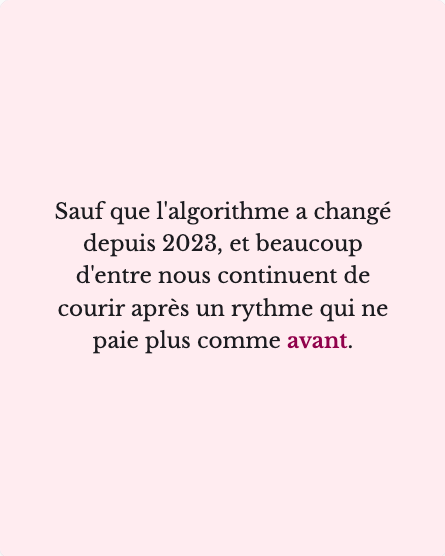 Sauf que l'algorithme a changé
depuis 2023, et beaucoup
d'entre nous continuent de
courir après un rythme qui ne
paie plus comme avant.